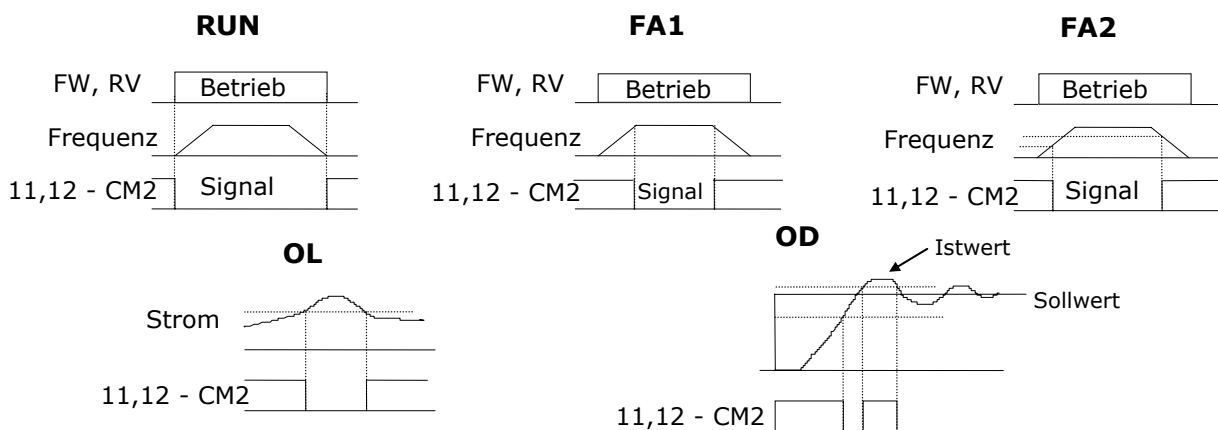 RUN
FW, RV
Betrieb
Frequenz
11,12 - CM2
Signal
FA1
FW, RV
Betrieb
Frequenz
11,12 - CM2
Signal
FA2
FW, RV
Betrieb
Frequenz
11,12 - CM2
Signal
OL
Strom
11,12 - CM2
OD
Istwert
Sollwert
11,12 - CM2